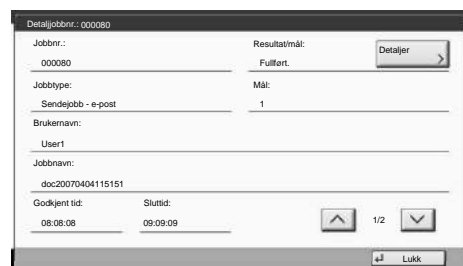 Detaljjobbnr.: 000080
Jobbnr.:
000080
Resultat/mål:
Fullført.
Detaljer
Jobbtype:
Sendejobb - e-post
Mål:
1
Brukernavn:
User1
Jobbnavn:
doc20070404115151
Godkjent tid:
08:08:08
Sluttid:
09:09:09
1/2
Lukk